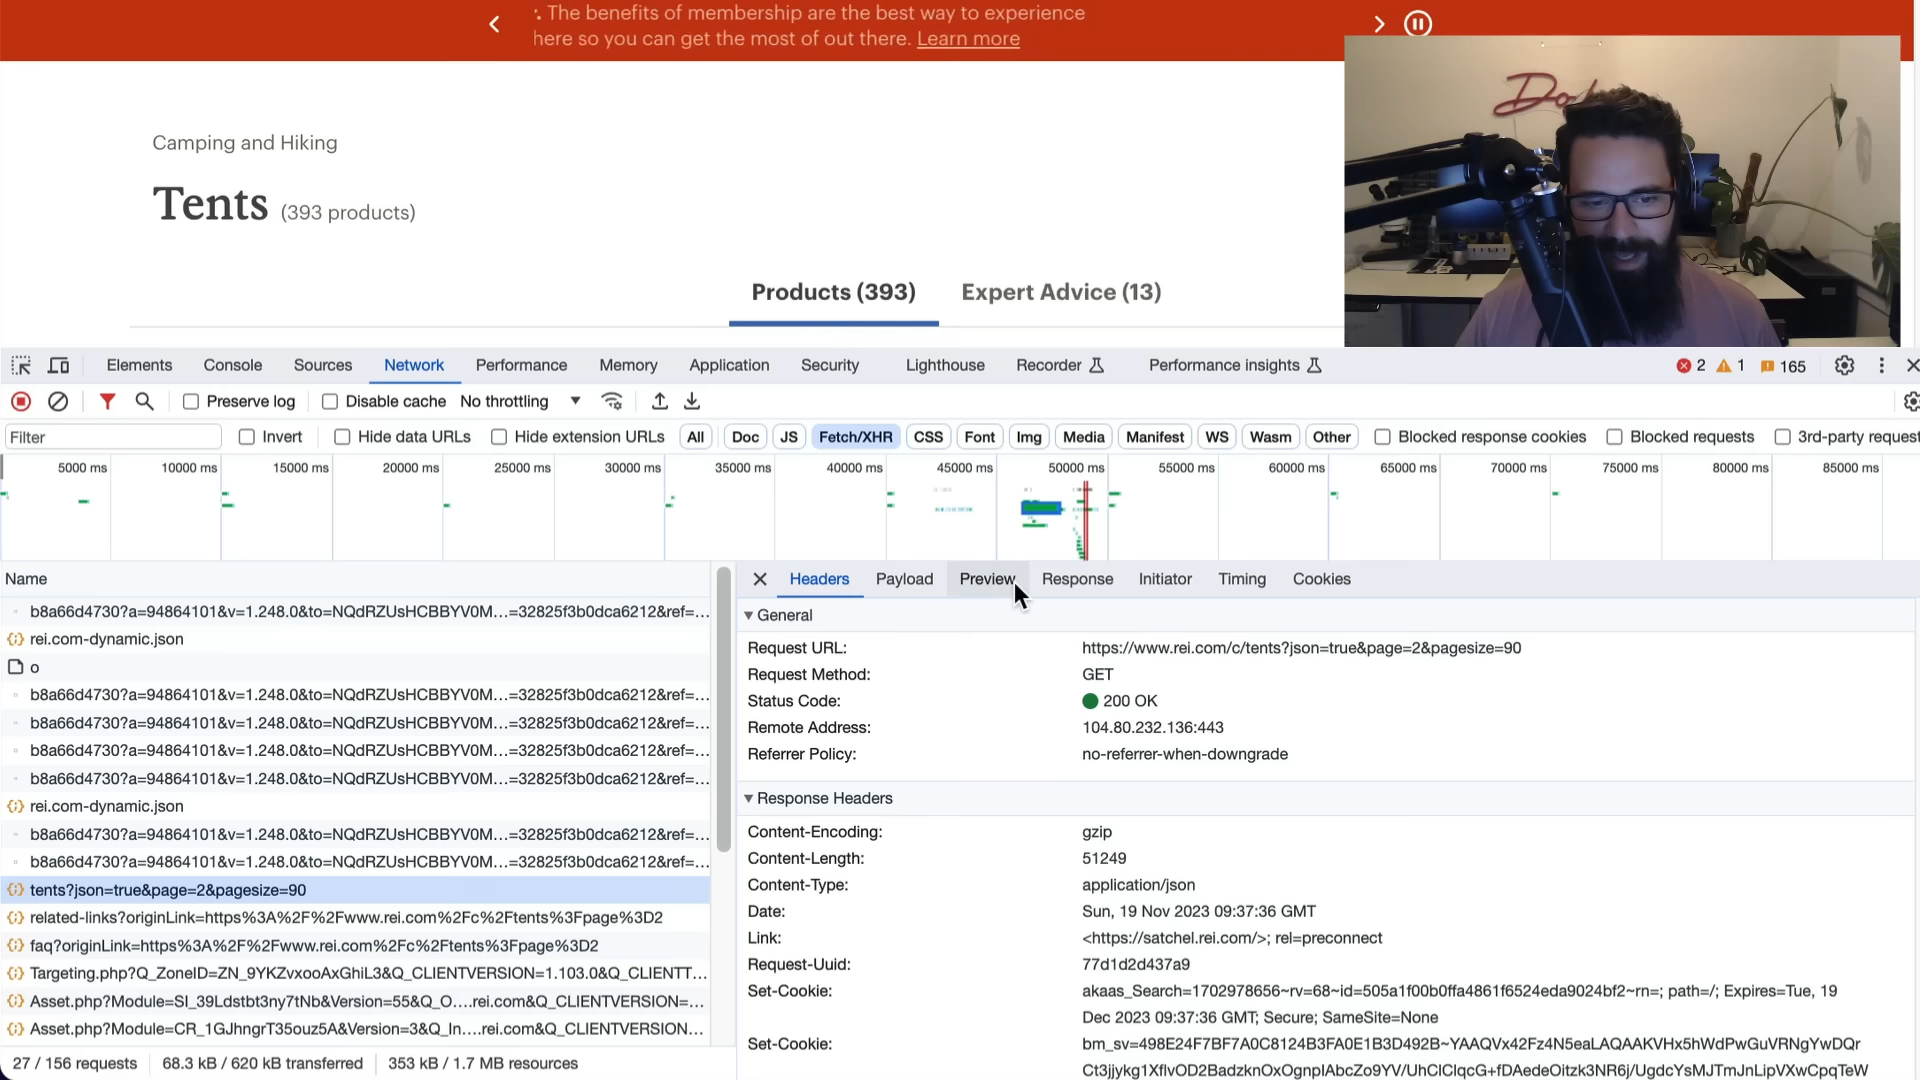 . The benefits of membership are the best way to experience
here so you can get the most of out there. Learn more
Camping and Hiking
Tents (393 products)
Products (393) Expert Advice (13)
Elements Console Sources Network Performance Memory Application Security Lighthouse Recorder Performance insights 2 1 165
Preserve log Disable cache No throttling
Filter Invert Hide data URLs Hide extension URLs All Doc JS Fetch/XHR CSS Font Img Media Manifest WS Wasm Other Blocked response cookies Blocked requests 3rd-party request
5000 ms 10000 ms 15000 ms 20000 ms 25000 ms 30000 ms 35000 ms 40000 ms 45000 ms 50000 ms 55000 ms 60000 ms 65000 ms 70000 ms 75000 ms 80000 ms 85000 ms
Name
b8a66d4730?a=94864101&v=1.248.0&to=NQdRZUsHCBBYV0M…=32825f3b0dca6212&ref=…
rei.com-dynamic.json
o
b8a66d4730?a=94864101&v=1.248.0&to=NQdRZUsHCBBYV0M…=32825f3b0dca6212&ref=…
b8a66d4730?a=94864101&v=1.248.0&to=NQdRZUsHCBBYV0M…=32825f3b0dca6212&ref=…
b8a66d4730?a=94864101&v=1.248.0&to=NQdRZUsHCBBYV0M…=32825f3b0dca6212&ref=…
b8a66d4730?a=94864101&v=1.248.0&to=NQdRZUsHCBBYV0M…=32825f3b0dca6212&ref=…
rei.com-dynamic.json
b8a66d4730?a=94864101&v=1.248.0&to=NQdRZUsHCBBYV0M…=32825f3b0dca6212&ref=…
b8a66d4730?a=94864101&v=1.248.0&to=NQdRZUsHCBBYV0M…=32825f3b0dca6212&ref=…
tents?json=true&page=2&pagesize=90
related-links?originLink=https%3A%2F%2Fwww.rei.com%2Fc%2Ftents%3Fpage%3D2
faq?originLink=https%3A%2F%2Fwww.rei.com%2Fc%2Ftents%3Fpage%3D2
Targeting.php?Q_ZoneID=ZN_9YKZvxooAxGhiL3&Q_CLIENTVERSION=1.103.0&Q_CLIENTT…
Asset.php?Module=SI_39Ldstbt3ny7tNb&Version=55&Q_O….rei.com&Q_CLIENTVERSION=…
Asset.php?Module=CR_1GJhngrT35ouz5A&Version=3&Q_In….rei.com&Q_CLIENTVERSION…
27 / 156 requests 68.3 kB / 620 kB transferred 353 kB / 1.7 MB resources
Headers Payload Preview Response Initiator Timing Cookies
General
Request URL: https://www.rei.com/c/tents?json=true&page=2&pagesize=90
Request Method: GET
Status Code: 200 OK
Remote Address: 104.80.232.136:443
Referrer Policy: no-referrer-when-downgrade
Response Headers
Content-Encoding: gzip
Content-Length: 51249
Content-Type: application/json
Date: Sun, 19 Nov 2023 09:37:36 GMT
Link: <https://satchel.rei.com/>; rel=preconnect
Request-Uuid: 77d1d2d437a9
Set-Cookie: akaas_Search=1702978656~rv=68~id=505a1f00b0ffa4861f6524eda9024bf2~rn=; path=/; Expires=Tue, 19
Dec 2023 09:37:36 GMT; Secure; SameSite=None
Set-Cookie: bm_sv=498E24F7BF7A0C8124B3FA0E1B3D492B~YAAQVx42Fz4N5eaLAQAAKVHx5hWdPwGuVRNgYwDQr
Ct3jjykg1XflvOD2BadzknOxOgnpIAbcZo9YV/UhClClqcG+fDAedeOitzk3NR6j/UgdcYsMJTmJnLipVXwCpqTeW